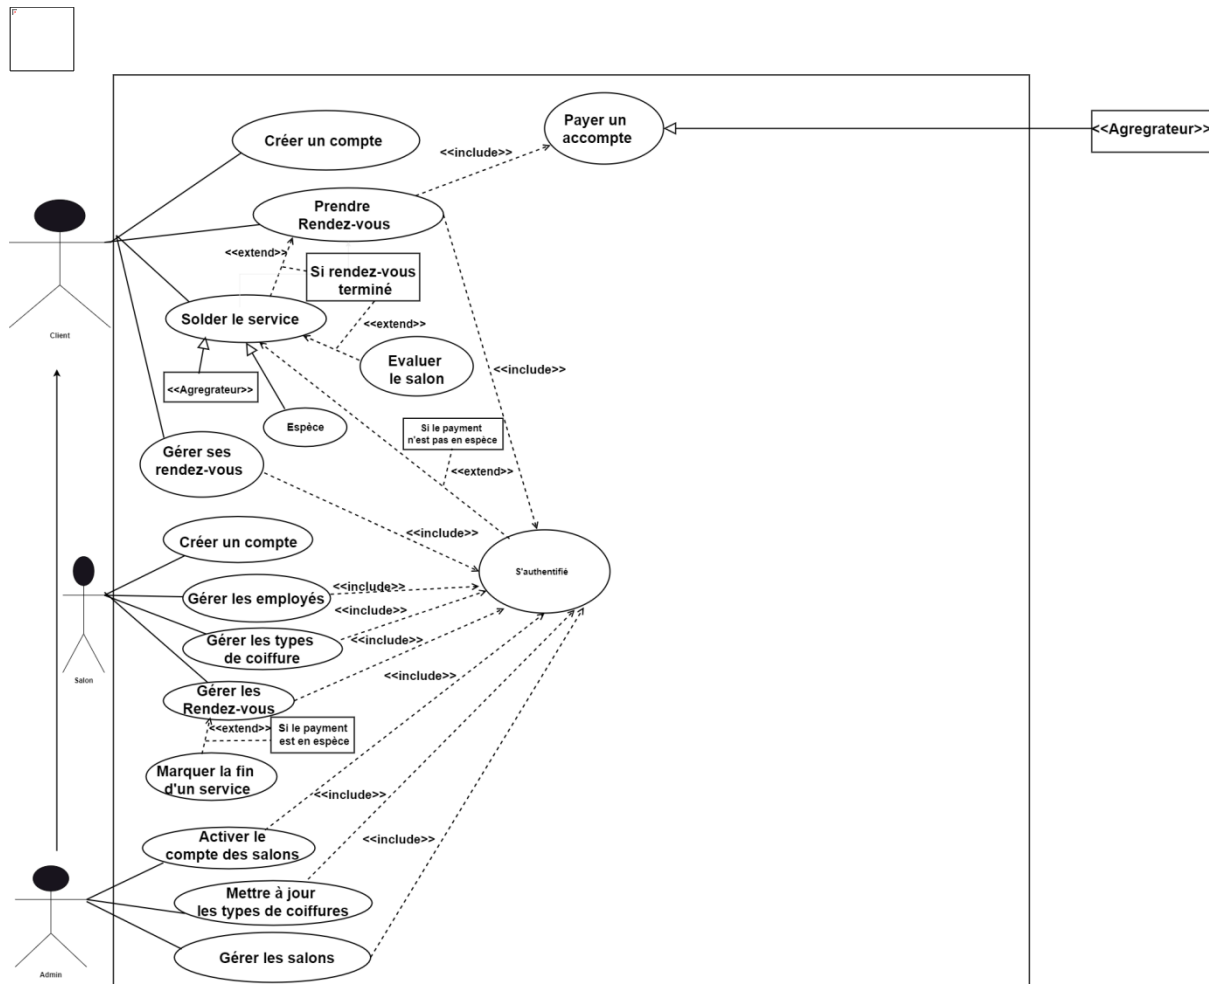 Créer un compte
Payer un
accompte
<<Agregrateur>>
<<include>>
Prendre
Rendez-vous
<<extend>>
Si rendez-vous
terminé
Client
Solder le service
<<extend>>
Evaluer
le salon
<<include>>
<<Agregrateur>>
Espèce
Si le payment
n'est pas en espèce
Gérer ses
rendez-vous
<<extend>>
<<include>>
Créer un compte
S'authentifié
Gérer les employés
<<include>>
<<include>>
Gérer les types
de coiffure
<<include>>
Salon
<<include>>
Gérer les
Rendez-vous
<<extend>>
Si le payment
est en espèce
Marquer la fin
d'un service
<<include>>
Activer le
compte des salons
<<include>>
Mettre à jour
les types de coiffures
Gérer les salons
Admin